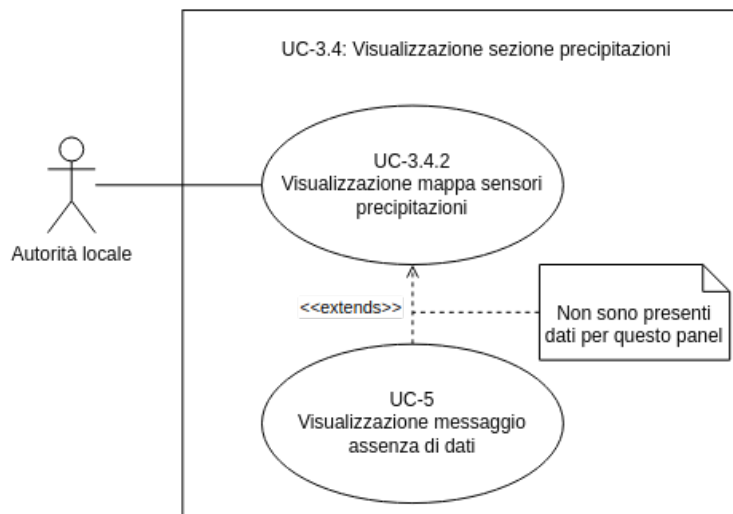 UC-3.4: Visualizzazione sezione precipitazioni
UC-3.4.2
Visualizzazione mappa sensori
precipitazioni
Autorità locale
<<extends>>
Non sono presenti
dati per questo panel
UC-5
Visualizzazione messaggio
assenza di dati